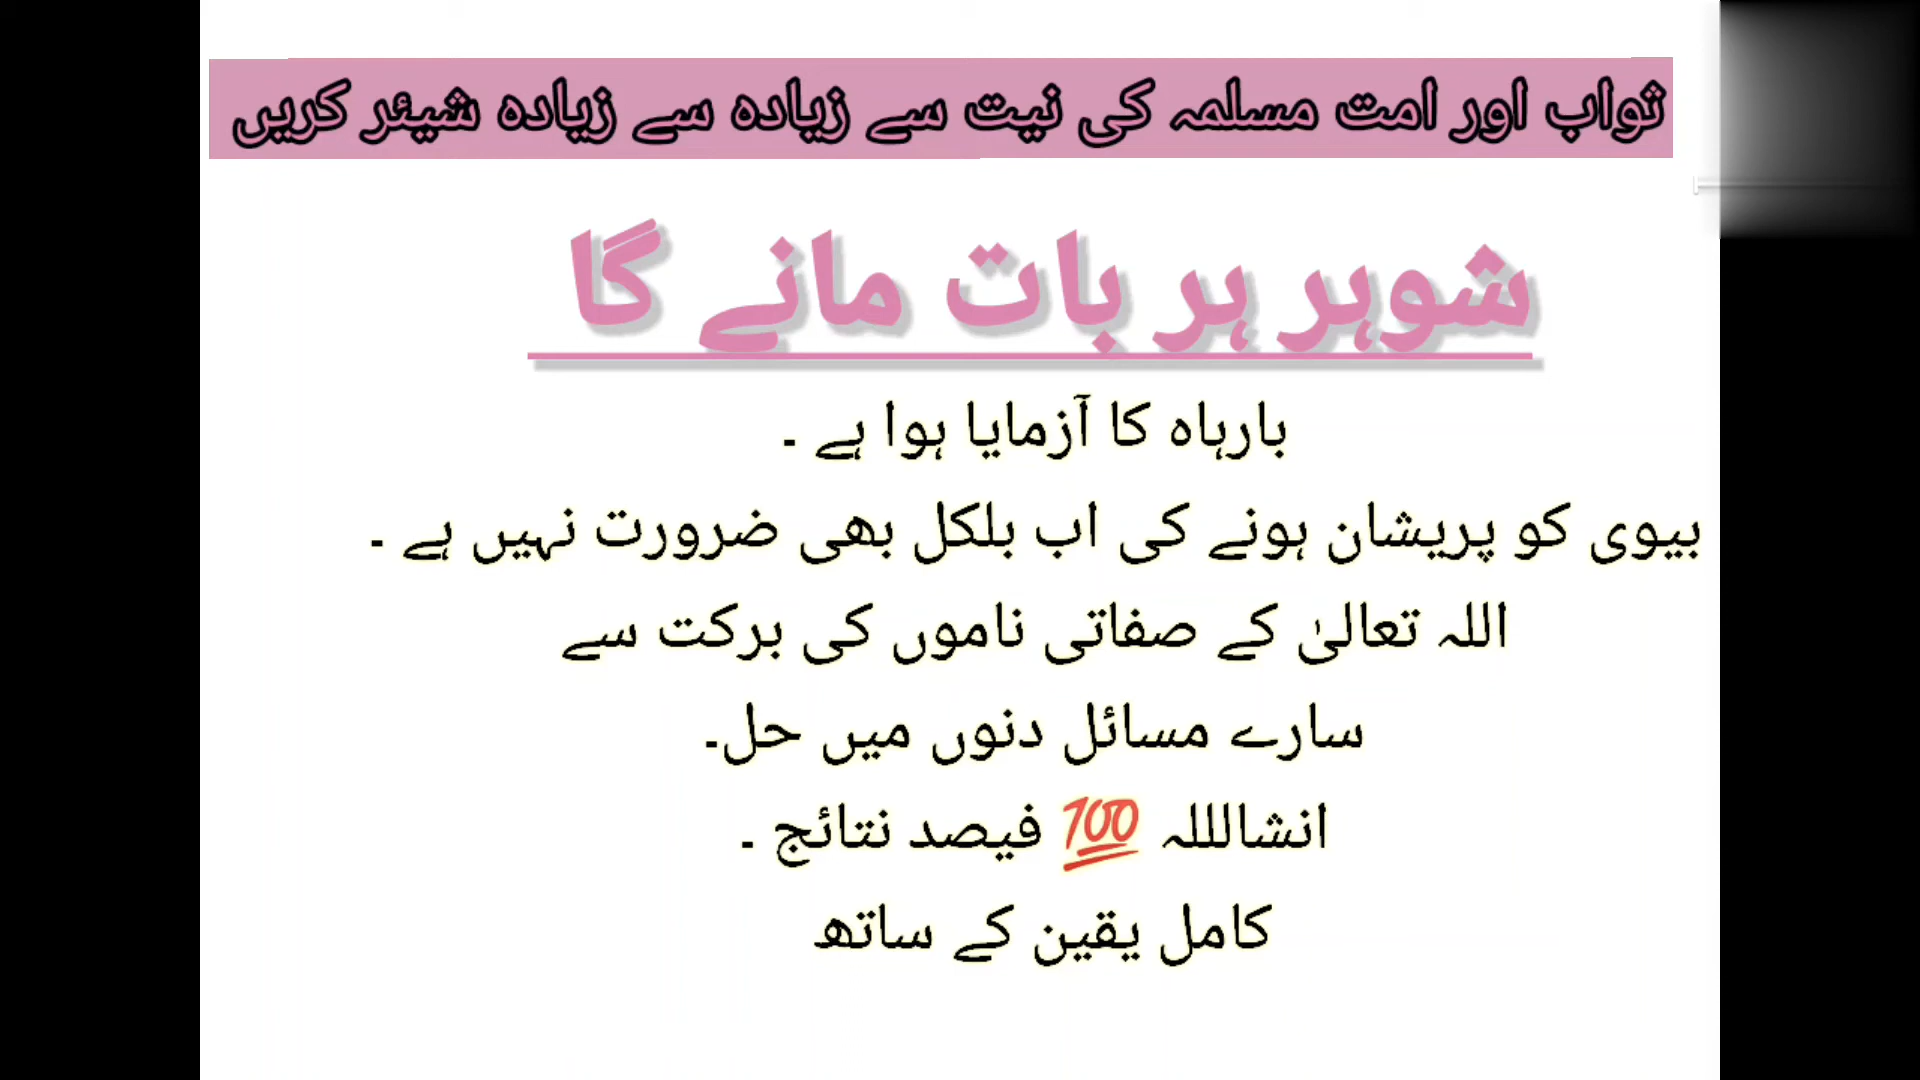 ثواب اور امت مسلمہ کی نیت سے زیادہ سے زیادہ شیئر کریں
شوہر ہر بات مانے گا
بارہاہ کا آزمایا ہوا ہے ۔
بیوی کو پریشان ہونے کی اب بلکل بھی ضرورت نہیں ہے ۔
اللہ تعالیٰ کے صفاتی ناموں کی برکت سے
سارے مسائل دنوں میں حل۔
انشالللہ 💯 فیصد نتائج ۔
کامل یقین کے ساتھ